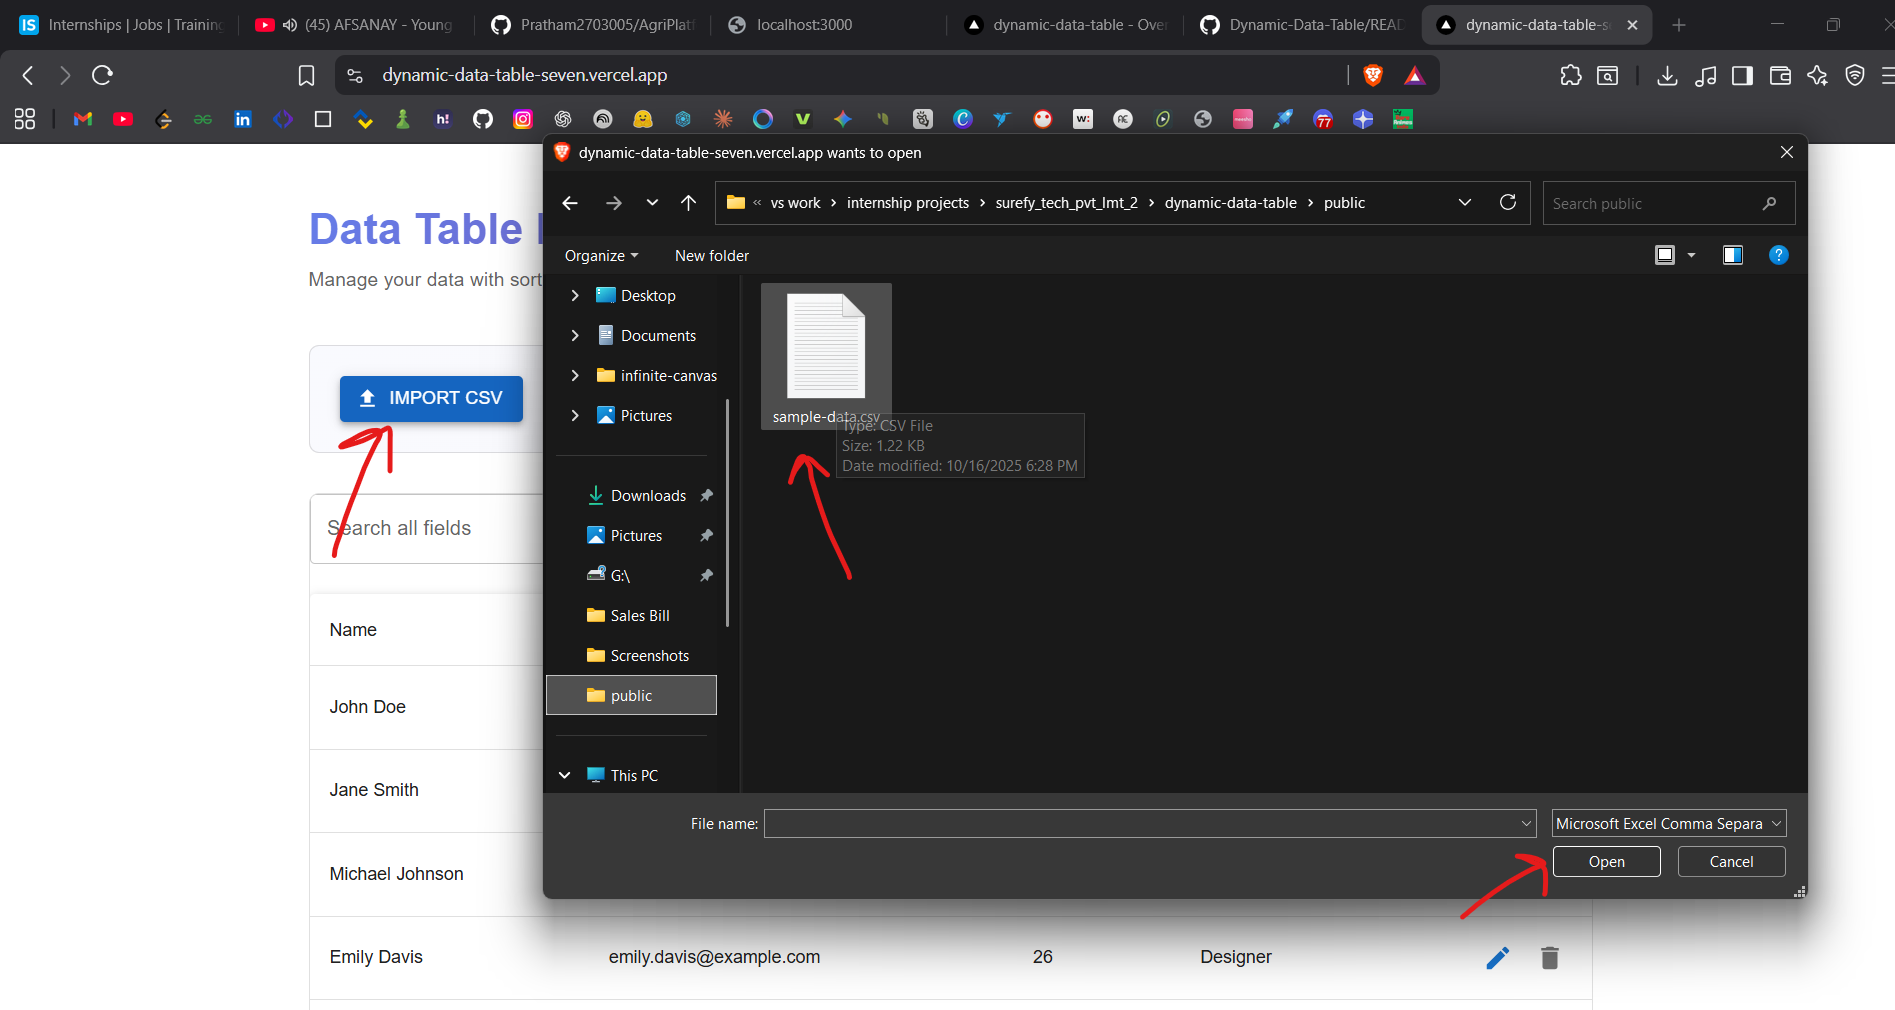 Internships | Jobs | Training
(45) AFSANAY - Young
Pratham2703005/AgriPlatf
localhost:3000
dynamic-data-table - Over
Dynamic-Data-Table/READ
dynamic-data-table-se
dynamic-data-table-seven.vercel.app
dynamic-data-table-seven.vercel.app wants to open
vs work › internship projects › surefy_tech_pvt_lmt_2 › dynamic-data-table › public
Search public
Organize
New folder
Desktop
Documents
infinite-canvas
Pictures
Downloads
Pictures
G:\
Sales Bill
Screenshots
public
This PC
sample-data.csv
Type: CSV File
Size: 1.22 KB
Date modified: 10/16/2025 6:28 PM
File name:
Microsoft Excel Comma Separa
Open
Cancel
Data Table
Manage your data with sort
IMPORT CSV
Search all fields
Name
John Doe
Jane Smith
Michael Johnson
Emily Davis emily.davis@example.com 26 Designer